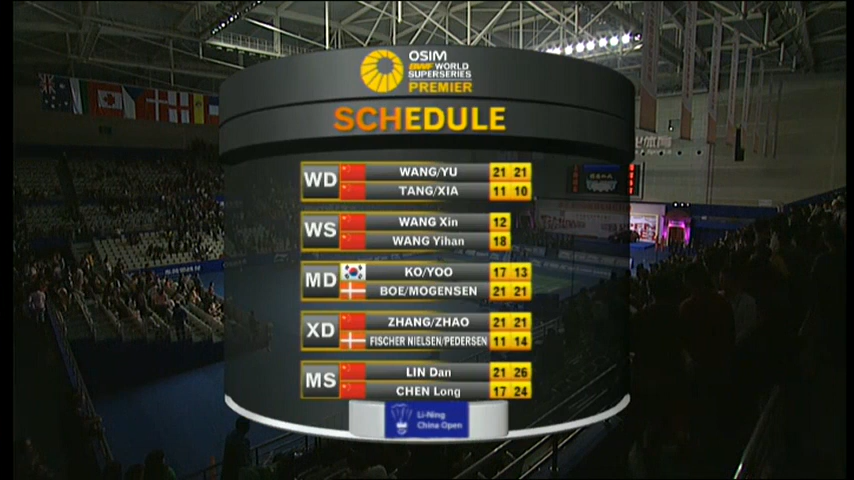 OSIM
BWF WORLD
SUPERSERIES
PREMIER
SCHEDULE
WD WANG/YU 21 21
TANG/XIA 11 10
WS WANG Xin 12
WANG Yihan 18
MD KO/YOO 17 13
BOE/MOGENSEN 21 21
XD ZHANG/ZHAO 21 21
FISCHER NIELSEN/PEDERSEN 11 14
MS LIN Dan 21 26
CHEN Long 17 24
Li-Ning
China Open